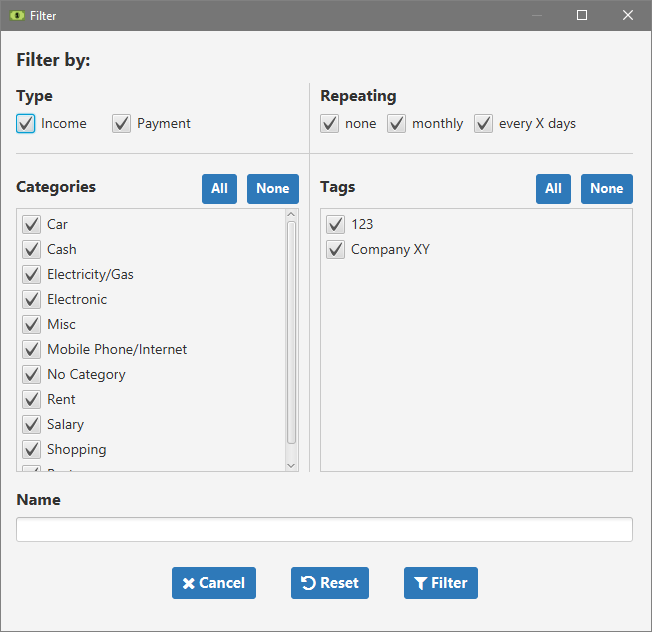 Filter
Filter by:
Type
Income Payment
Repeating
none monthly every X days
Categories All None
Car
Cash
Electricity/Gas
Electronic
Misc
Mobile Phone/Internet
No Category
Rent
Salary
Shopping
Tags All None
123
Company XY
Name
Cancel Reset Filter